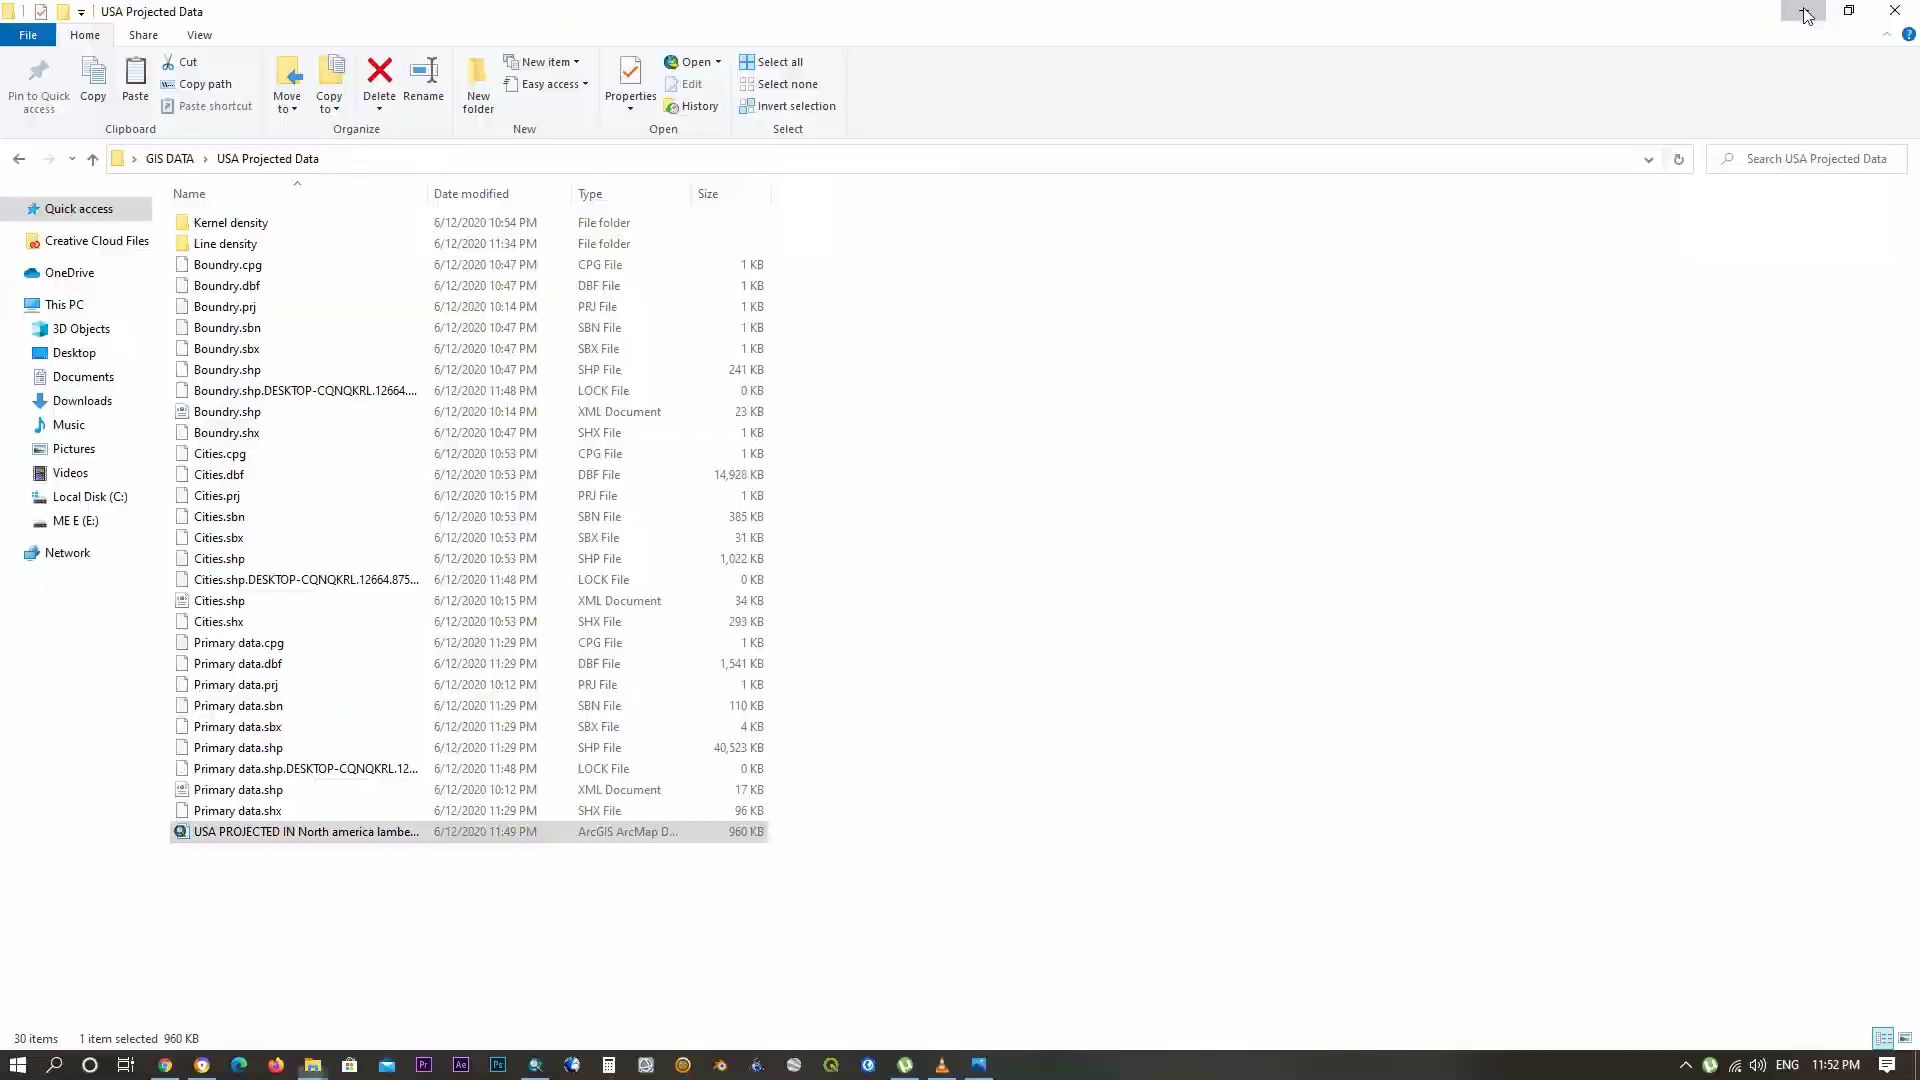 USA Projected Data
File Home Share View
Pin to Quick access
Copy
Paste
Cut
Copy path
Paste shortcut
Clipboard
Move to
Copy to
Delete
Rename
Organize
New folder
New item
Easy access
New
Properties
Open
Edit
History
Open
Select all
Select none
Invert selection
Select
GIS DATA > USA Projected Data
Search USA Projected Data
Quick access
Creative Cloud Files
OneDrive
This PC
3D Objects
Desktop
Documents
Downloads
Music
Pictures
Videos
Local Disk (C:)
ME E (E:)
Network
Name Date modified Type Size
Kernel density 6/12/2020 10:54 PM File folder
Line density 6/12/2020 11:34 PM File folder
Boundry.cpg 6/12/2020 10:47 PM CPG File 1 KB
Boundry.dbf 6/12/2020 10:47 PM DBF File 1 KB
Boundry.prj 6/12/2020 10:14 PM PRJ File 1 KB
Boundry.sbn 6/12/2020 10:47 PM SBN File 1 KB
Boundry.sbx 6/12/2020 10:47 PM SBX File 1 KB
Boundry.shp 6/12/2020 10:47 PM SHP File 241 KB
Boundry.shp.DESKTOP-CQNQKRL.12664.... 6/12/2020 11:48 PM LOCK File 0 KB
Boundry.shp 6/12/2020 10:14 PM XML Document 23 KB
Boundry.shx 6/12/2020 10:47 PM SHX File 1 KB
Cities.cpg 6/12/2020 10:53 PM CPG File 1 KB
Cities.dbf 6/12/2020 10:53 PM DBF File 14,928 KB
Cities.prj 6/12/2020 10:15 PM PRJ File 1 KB
Cities.sbn 6/12/2020 10:53 PM SBN File 385 KB
Cities.sbx 6/12/2020 10:53 PM SBX File 31 KB
Cities.shp 6/12/2020 10:53 PM SHP File 1,022 KB
Cities.shp.DESKTOP-CQNQKRL.12664.875... 6/12/2020 11:48 PM LOCK File 0 KB
Cities.shp 6/12/2020 10:15 PM XML Document 34 KB
Cities.shx 6/12/2020 10:53 PM SHX File 293 KB
Primary data.cpg 6/12/2020 11:29 PM CPG File 1 KB
Primary data.dbf 6/12/2020 11:29 PM DBF File 1,541 KB
Primary data.prj 6/12/2020 10:12 PM PRJ File 1 KB
Primary data.sbn 6/12/2020 11:29 PM SBN File 110 KB
Primary data.sbx 6/12/2020 11:29 PM SBX File 4 KB
Primary data.shp 6/12/2020 11:29 PM SHP File 40,523 KB
Primary data.shp.DESKTOP-CQNQKRL.12... 6/12/2020 11:48 PM LOCK File 0 KB
Primary data.shp 6/12/2020 10:12 PM XML Document 17 KB
Primary data.shx 6/12/2020 11:29 PM SHX File 96 KB
USA PROJECTED IN North america lambe... 6/12/2020 11:49 PM ArcGIS ArcMap D... 960 KB
30 items 1 item selected 960 KB
Pr Ae Ps ENG 11:52 PM